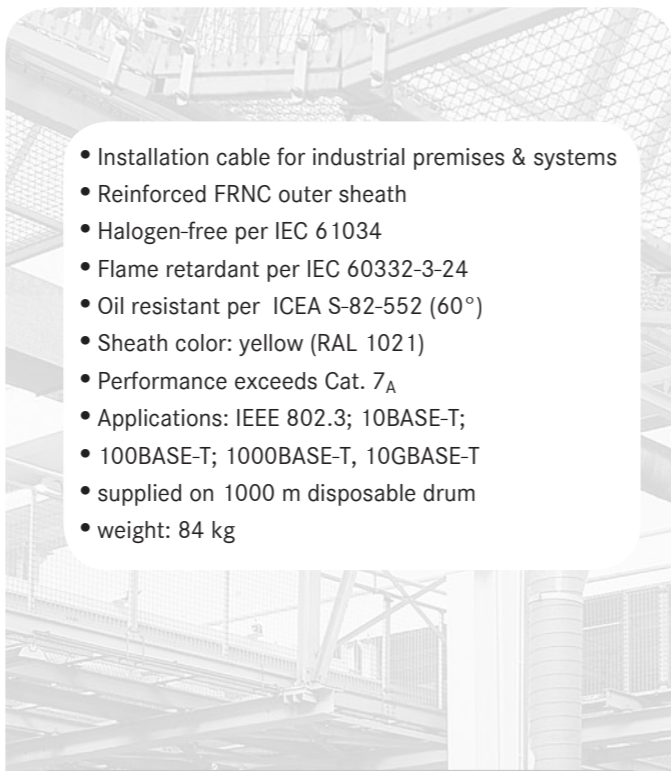 • Installation cable for industrial premises & systems
• Reinforced FRNC outer sheath
• Halogen-free per IEC 61034
• Flame retardant per IEC 60332-3-24
• Oil resistant per  ICEA S-82-552 (60°)
• Sheath color: yellow (RAL 1021)
• Performance exceeds Cat. 7A
• Applications: IEEE 802.3; 10BASE-T;
• 100BASE-T; 1000BASE-T, 10GBASE-T
• supplied on 1000 m disposable drum
• weight: 84 kg